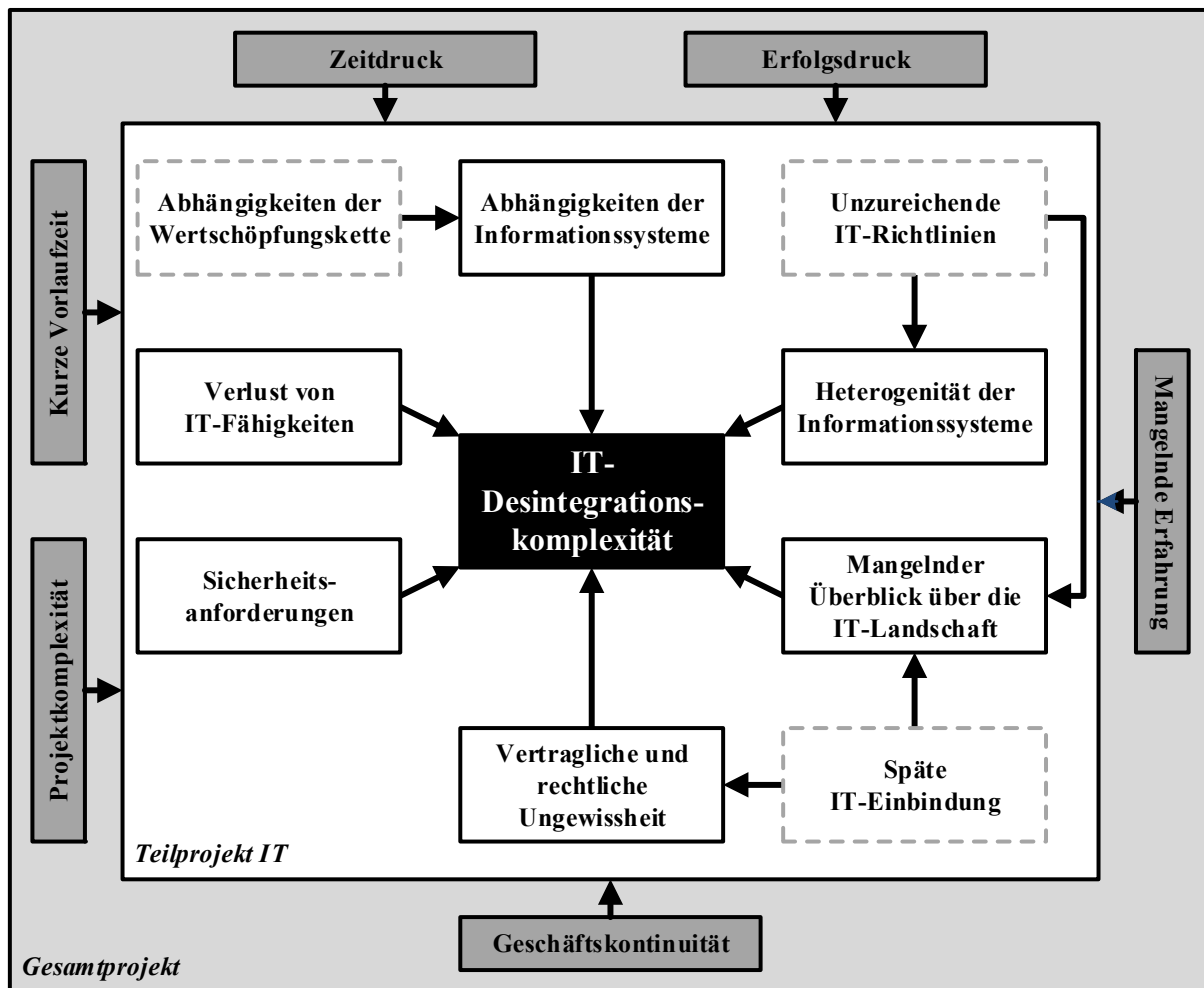 Zeitdruck
Erfolgsdruck
Kurze Vorlaufzeit
Projektkomplexität
Abhängigkeiten der
Wertschöpfungskette
Abhängigkeiten der
Informationssysteme
Unzureichende
IT-Richtlinien
Verlust von
IT-Fähigkeiten
Heterogenität der
Informationssysteme
IT-
Desintegrations-
komplexität
Sicherheits-
anforderungen
Mangelnder
Überblick über die
IT-Landschaft
Vertragliche und
rechtliche
Ungewissheit
Späte
IT-Einbindung
Teilprojekt IT
Mangelnde Erfahrung
Geschäftskontinuität
Gesamtprojekt